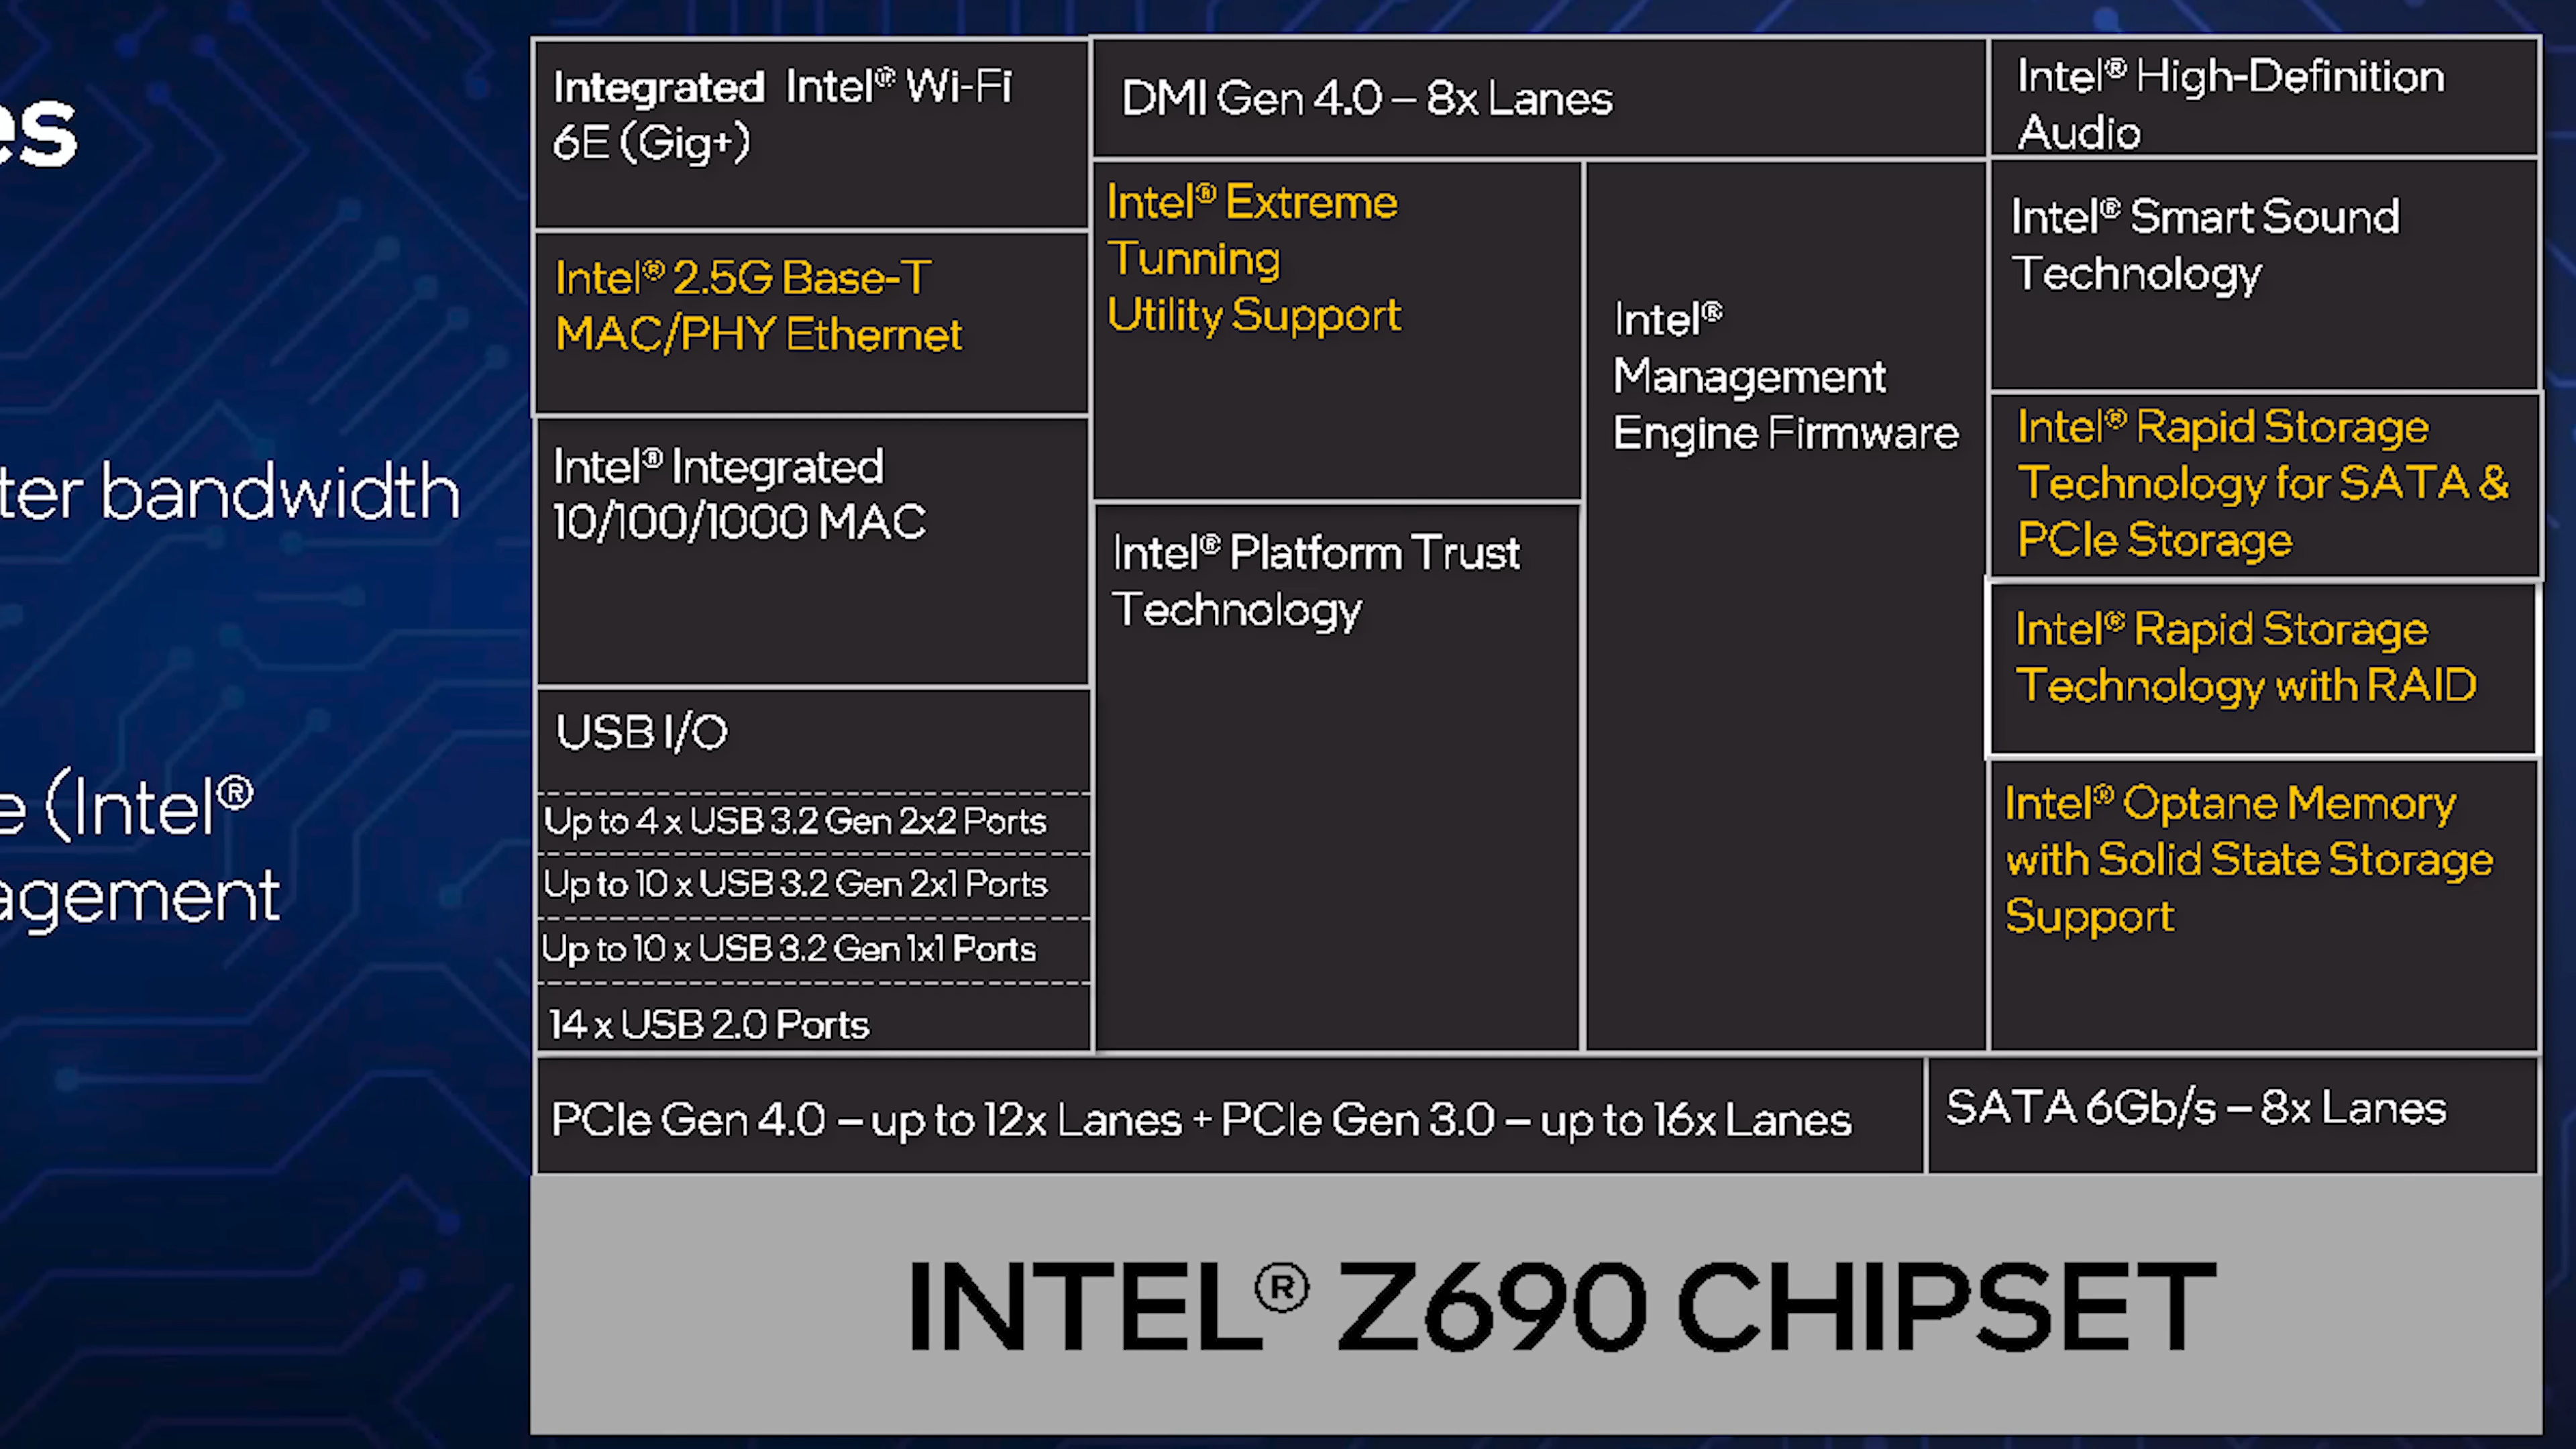 es
ter bandwidth
e (Intel®
agement
Integrated Intel® Wi-Fi
6E (Gig+)
Intel® 2.5G Base-T
MAC/PHY Ethernet
Intel® Integrated
10/100/1000 MAC
USB I/O
Up to 4 x USB 3.2 Gen 2x2 Ports
Up to 10 x USB 3.2 Gen 2x1 Ports
Up to 10 x USB 3.2 Gen 1x1 Ports
14 x USB 2.0 Ports
DMI Gen 4.0 – 8x Lanes
Intel® Extreme
Tunning
Utility Support
Intel® Platform Trust
Technology
Intel®
Management
Engine Firmware
Intel® High-Definition
Audio
Intel® Smart Sound
Technology
Intel® Rapid Storage
Technology for SATA &
PCIe Storage
Intel® Rapid Storage
Technology with RAID
Intel® Optane Memory
with Solid State Storage
Support
PCIe Gen 4.0 – up to 12x Lanes + PCIe Gen 3.0 – up to 16x Lanes
SATA 6Gb/s – 8x Lanes
INTEL® Z690 CHIPSET